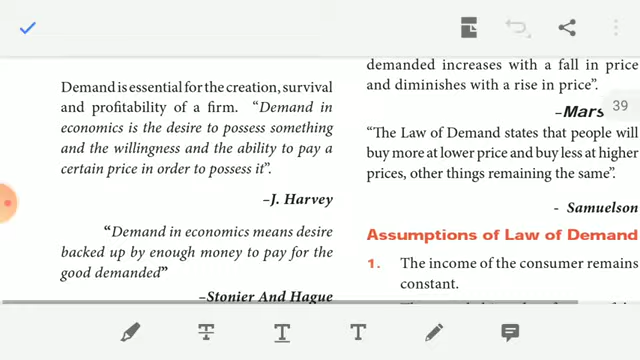 Demand is essential for the creation, survival
and profitability of a firm. “Demand in
economics is the desire to possess something
and the willingness and the ability to pay a
certain price in order to possess it”.
–J. Harvey
“Demand in economics means desire
backed up by enough money to pay for the
good demanded”
–Stonier And Hague
demanded increases with a fall in price
and diminishes with a rise in price”.
39
“The Law of Demand states that people will
buy more at lower price and buy less at higher
prices, other things remaining the same”.
- Samuelson
Assumptions of Law of Demand
1. The income of the consumer remains
constant.
T
T
T